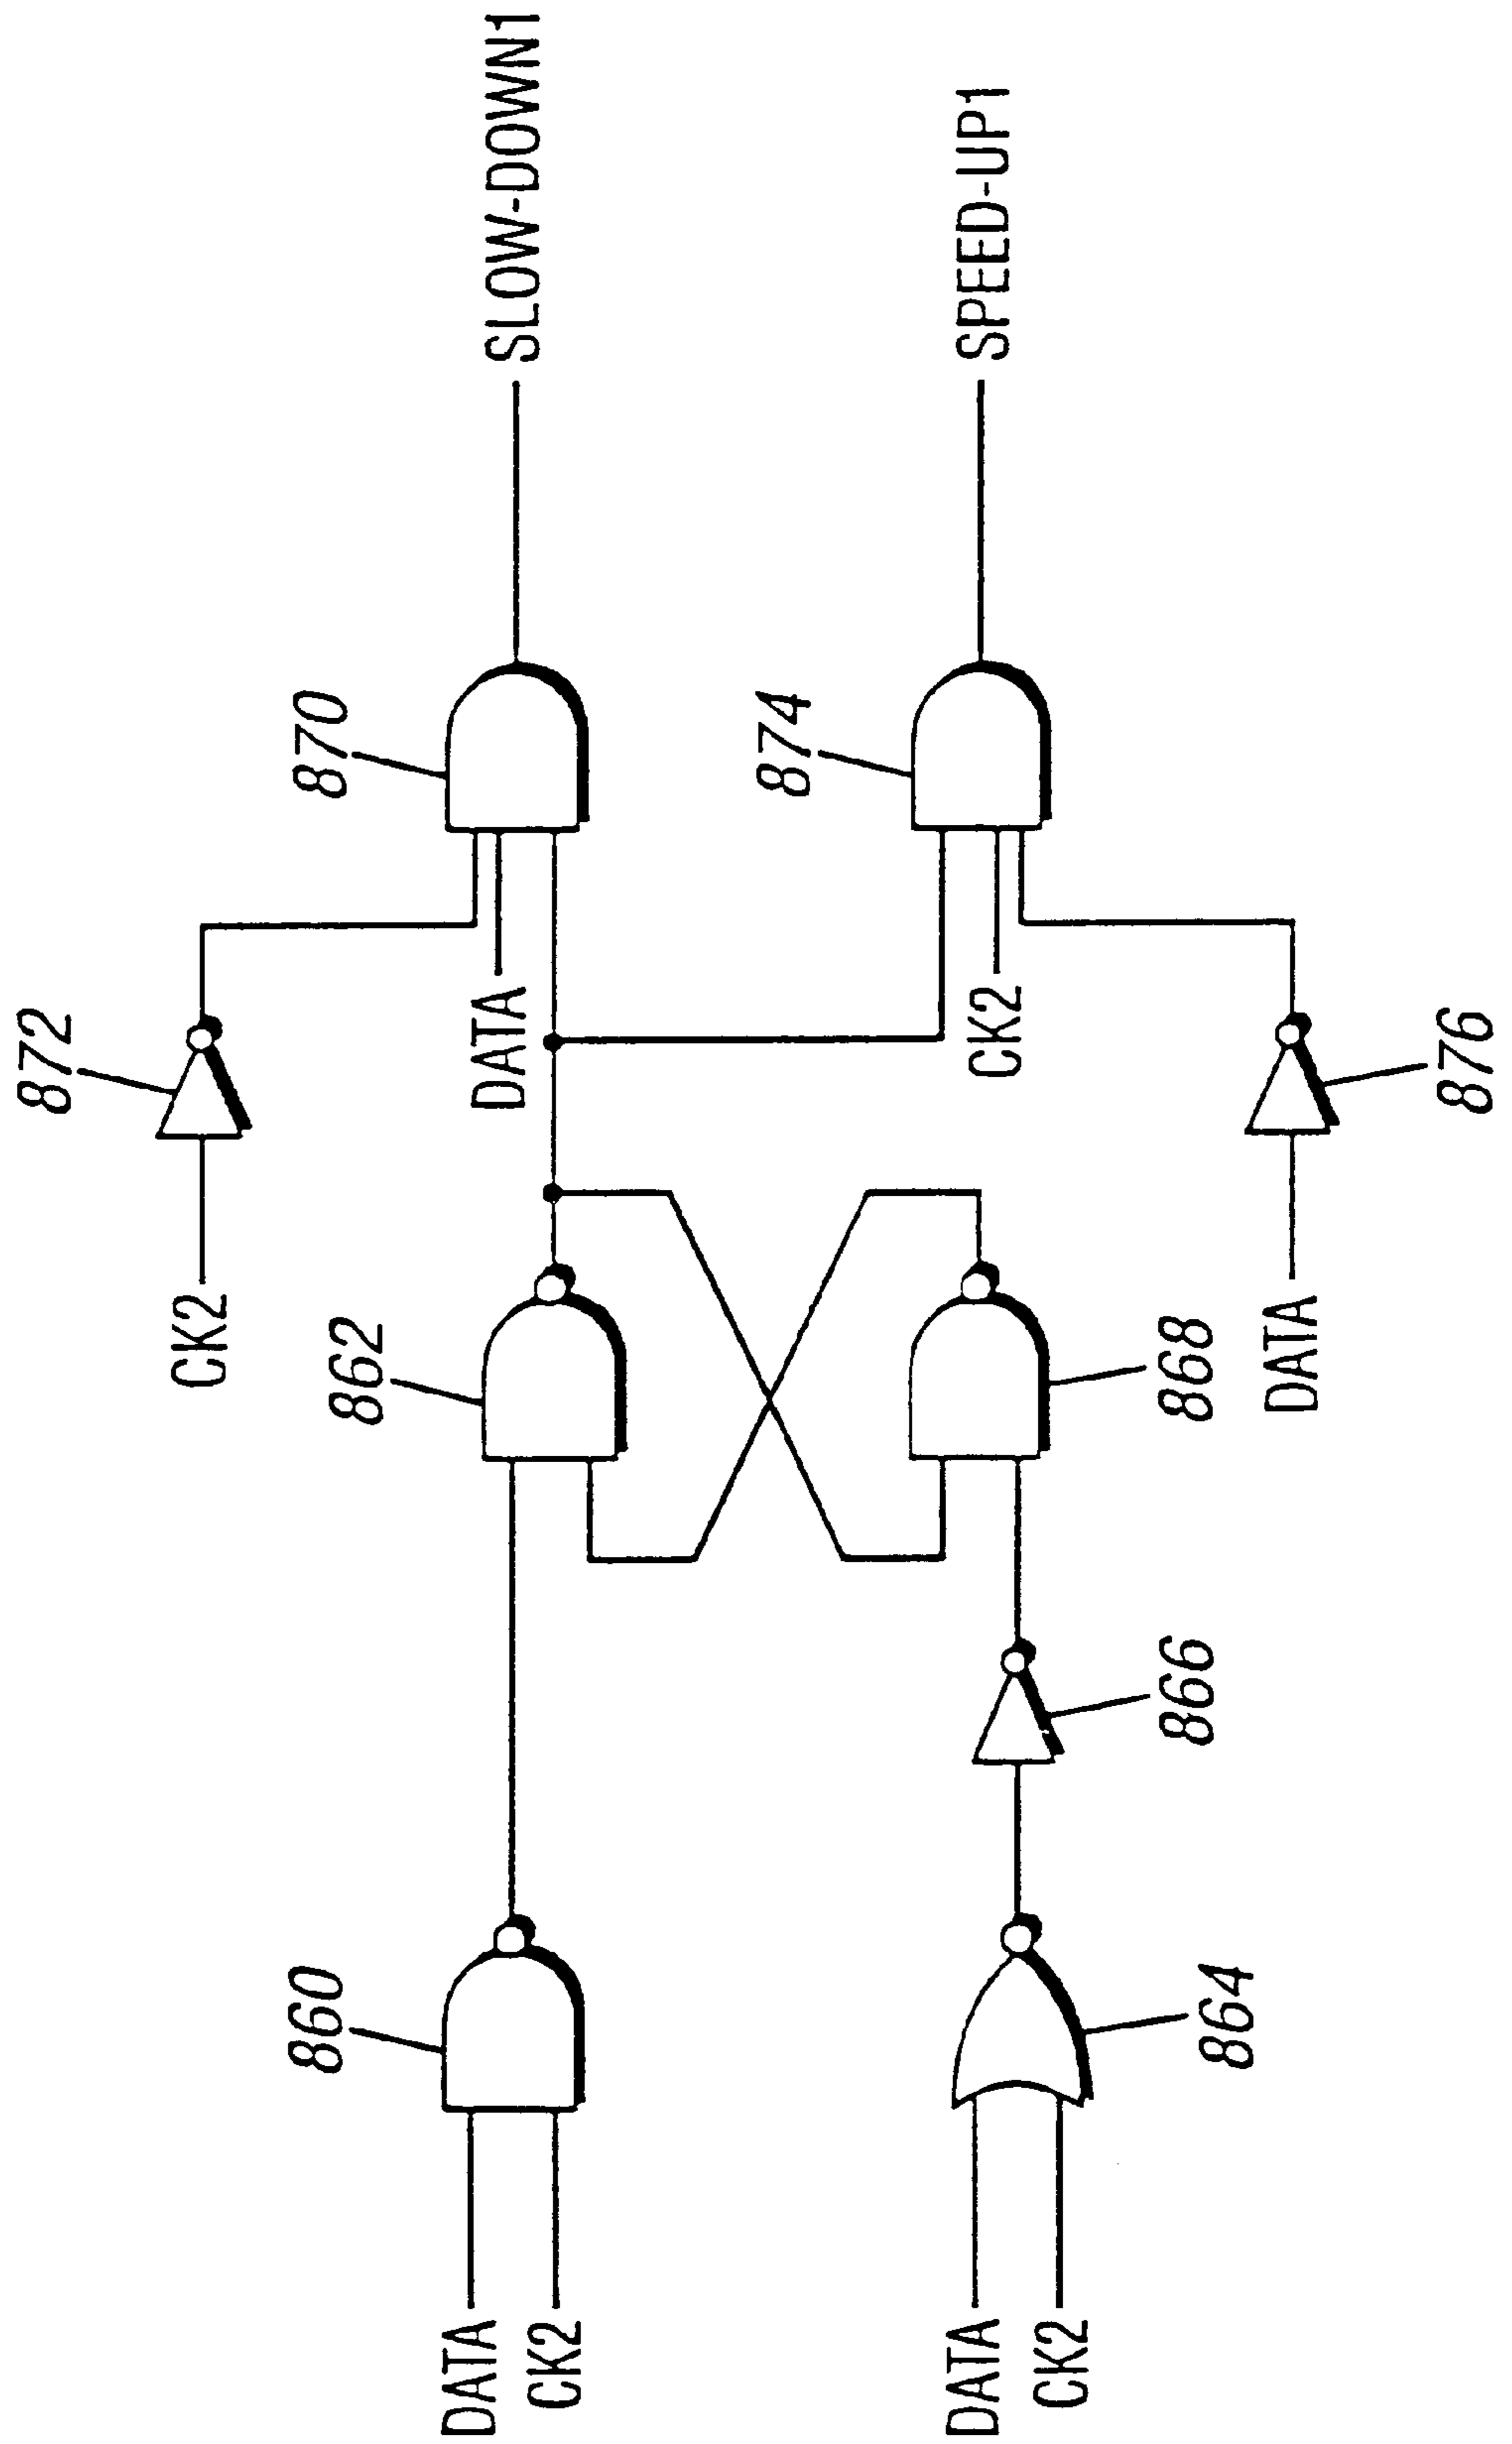 872
CK2
870
SLOW-DOWN1
862
DATA
860
DATA
CK2
874
SPEED-UP1
CK2
DATA
CK2
864
866
868
DATA
876